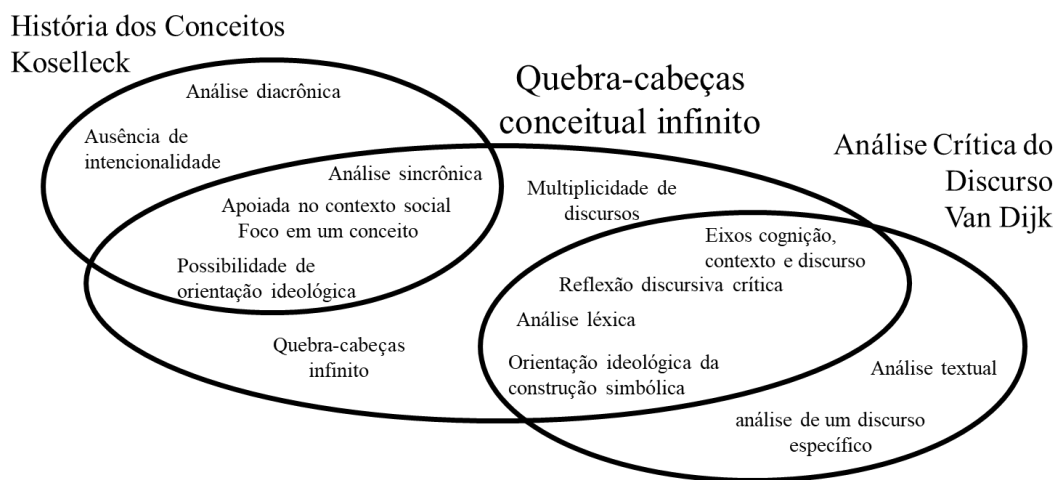 História dos Conceitos
Koselleck
Análise diacrônica
Ausência de
intencionalidade
Análise sincrônica
Apoiada no contexto social
Foco em um conceito
Possibilidade de
orientação ideológica
Quebra-cabeças
conceitual infinito
Multiplicidade de
discursos
Quebra-cabeças
infinito
Análise Crítica do
Discurso
Van Dijk
Eixos cognição,
contexto e discurso
Reflexão discursiva crítica
Análise léxica
Orientação ideológica da
construção simbólica
Análise textual
análise de um discurso
específico